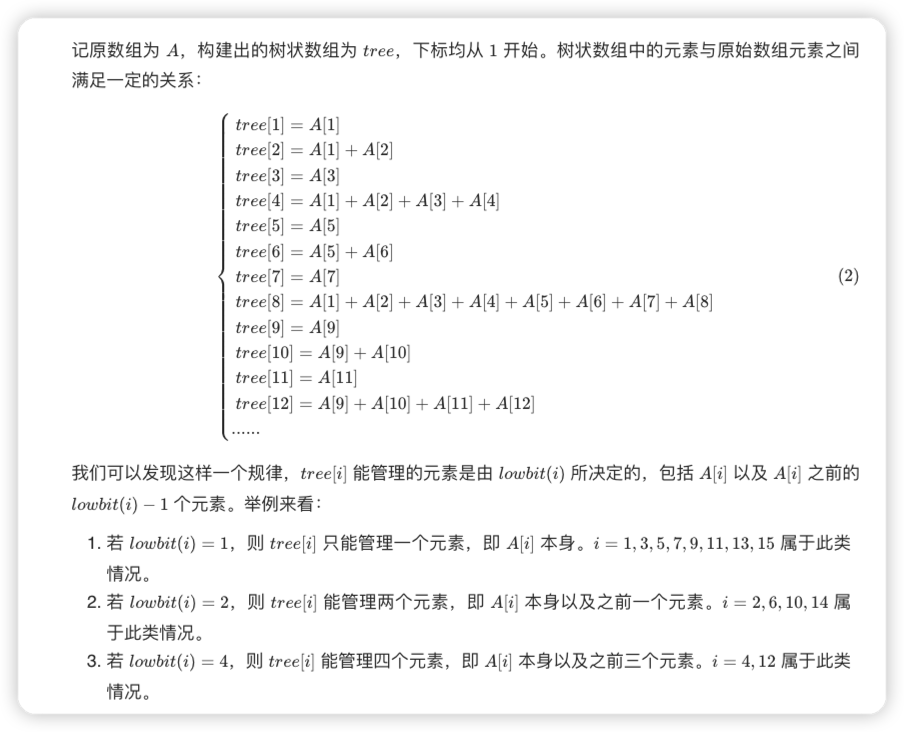 记原数组为 A，构建出的树状数组为 tree，下标均从 1 开始。树状数组中的元素与原始数组元素之间
满足一定的关系：
tree[1] = A[1]
tree[2] = A[1] + A[2]
tree[3] = A[3]
tree[4] = A[1] + A[2] + A[3] + A[4]
tree[5] = A[5]
tree[6] = A[5] + A[6]
tree[7] = A[7]
tree[8] = A[1] + A[2] + A[3] + A[4] + A[5] + A[6] + A[7] + A[8]
tree[9] = A[9]
tree[10] = A[9] + A[10]
tree[11] = A[11]
tree[12] = A[9] + A[10] + A[11] + A[12]
......
(2)
我们可以发现这样一个规律，tree[i] 能管理的元素是由 lowbit(i) 所决定的，包括 A[i] 以及 A[i] 之前的
lowbit(i) − 1 个元素。举例来看：
1. 若 lowbit(i) = 1，则 tree[i] 只能管理一个元素，即 A[i] 本身。i = 1, 3, 5, 7, 9, 11, 13, 15 属于此类
情况。
2. 若 lowbit(i) = 2，则 tree[i] 能管理两个元素，即 A[i] 本身以及之前一个元素。i = 2, 6, 10, 14 属
于此类情况。
3. 若 lowbit(i) = 4，则 tree[i] 能管理四个元素，即 A[i] 本身以及之前三个元素。i = 4, 12 属于此类
情况。